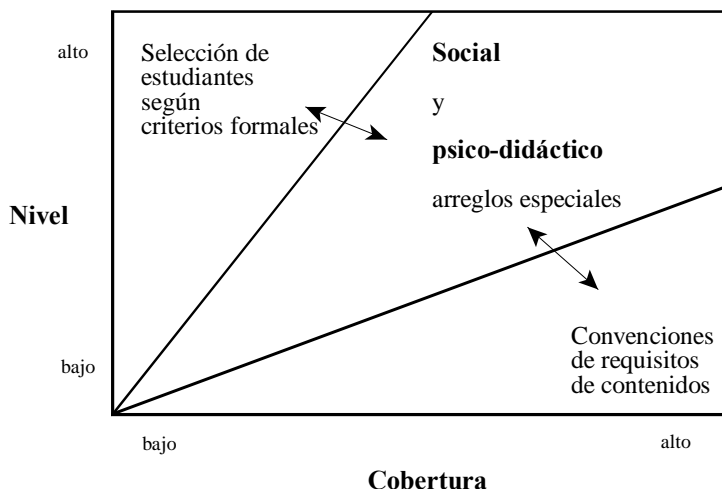 alto
Selección de
estudiantes
según
criterios formales
Social
y
psico-didáctico
arreglos especiales
Nivel
bajo
Convenciones
de requisitos
de contenidos
bajo
alto
Cobertura